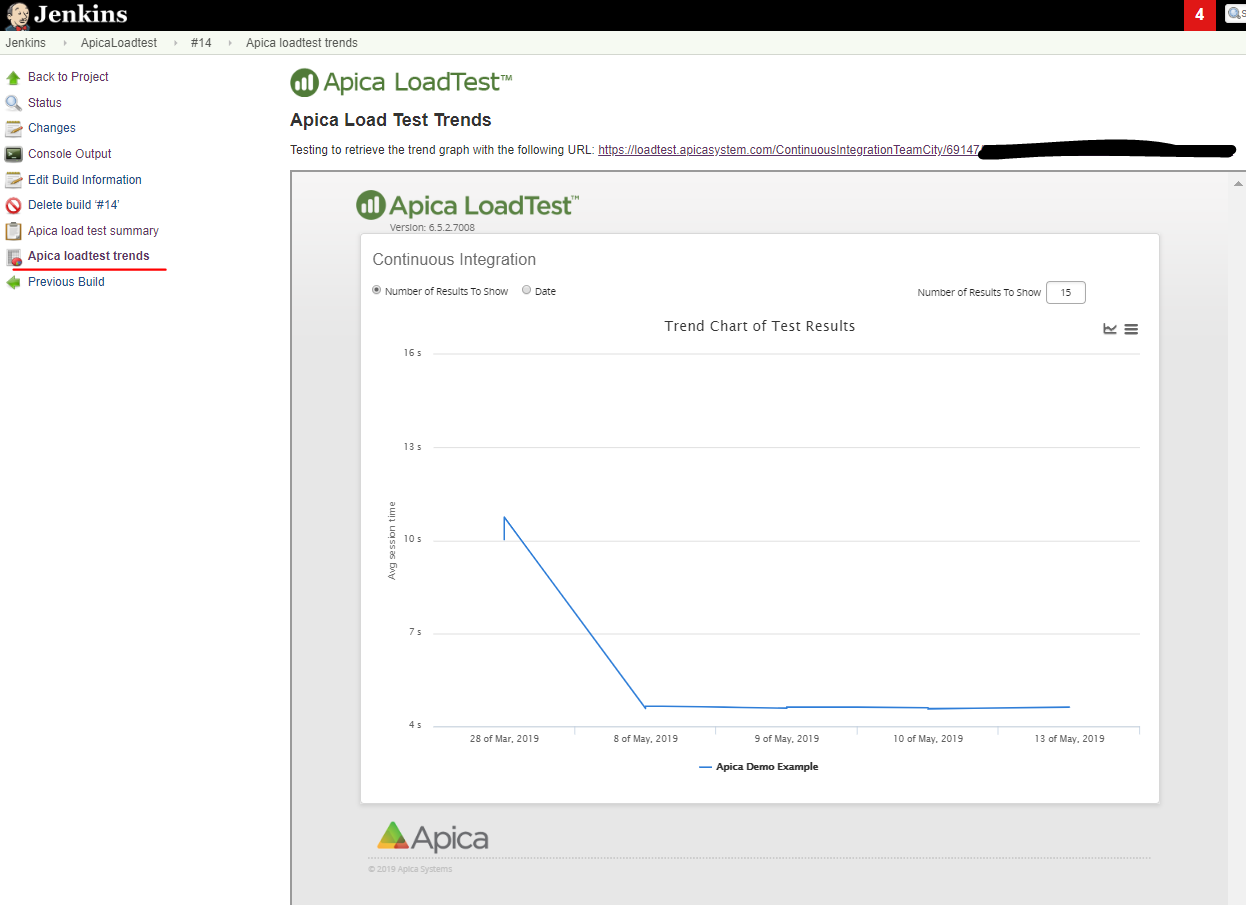 Jenkins
4
S
Jenkins ApicaLoadtest #14 Apica loadtest trends
Back to Project
Status
Changes
Console Output
Edit Build Information
Delete build ‘#14’
Apica load test summary
Apica loadtest trends
Previous Build
Apica LoadTest™
Apica Load Test Trends
Testing to retrieve the trend graph with the following URL: https://loadtest.apicasystem.com/ContinuousIntegrationTeamCity/69147
Apica LoadTest™
Version: 6.5.2.7008
Continuous Integration
Number of Results To Show Date
Number of Results To Show 15
Trend Chart of Test Results
16 s
13 s
10 s
7 s
4 s
Avg session time
28 of Mar, 2019 8 of May, 2019 9 of May, 2019 10 of May, 2019 13 of May, 2019
Apica Demo Example
Apica
© 2019 Apica Systems